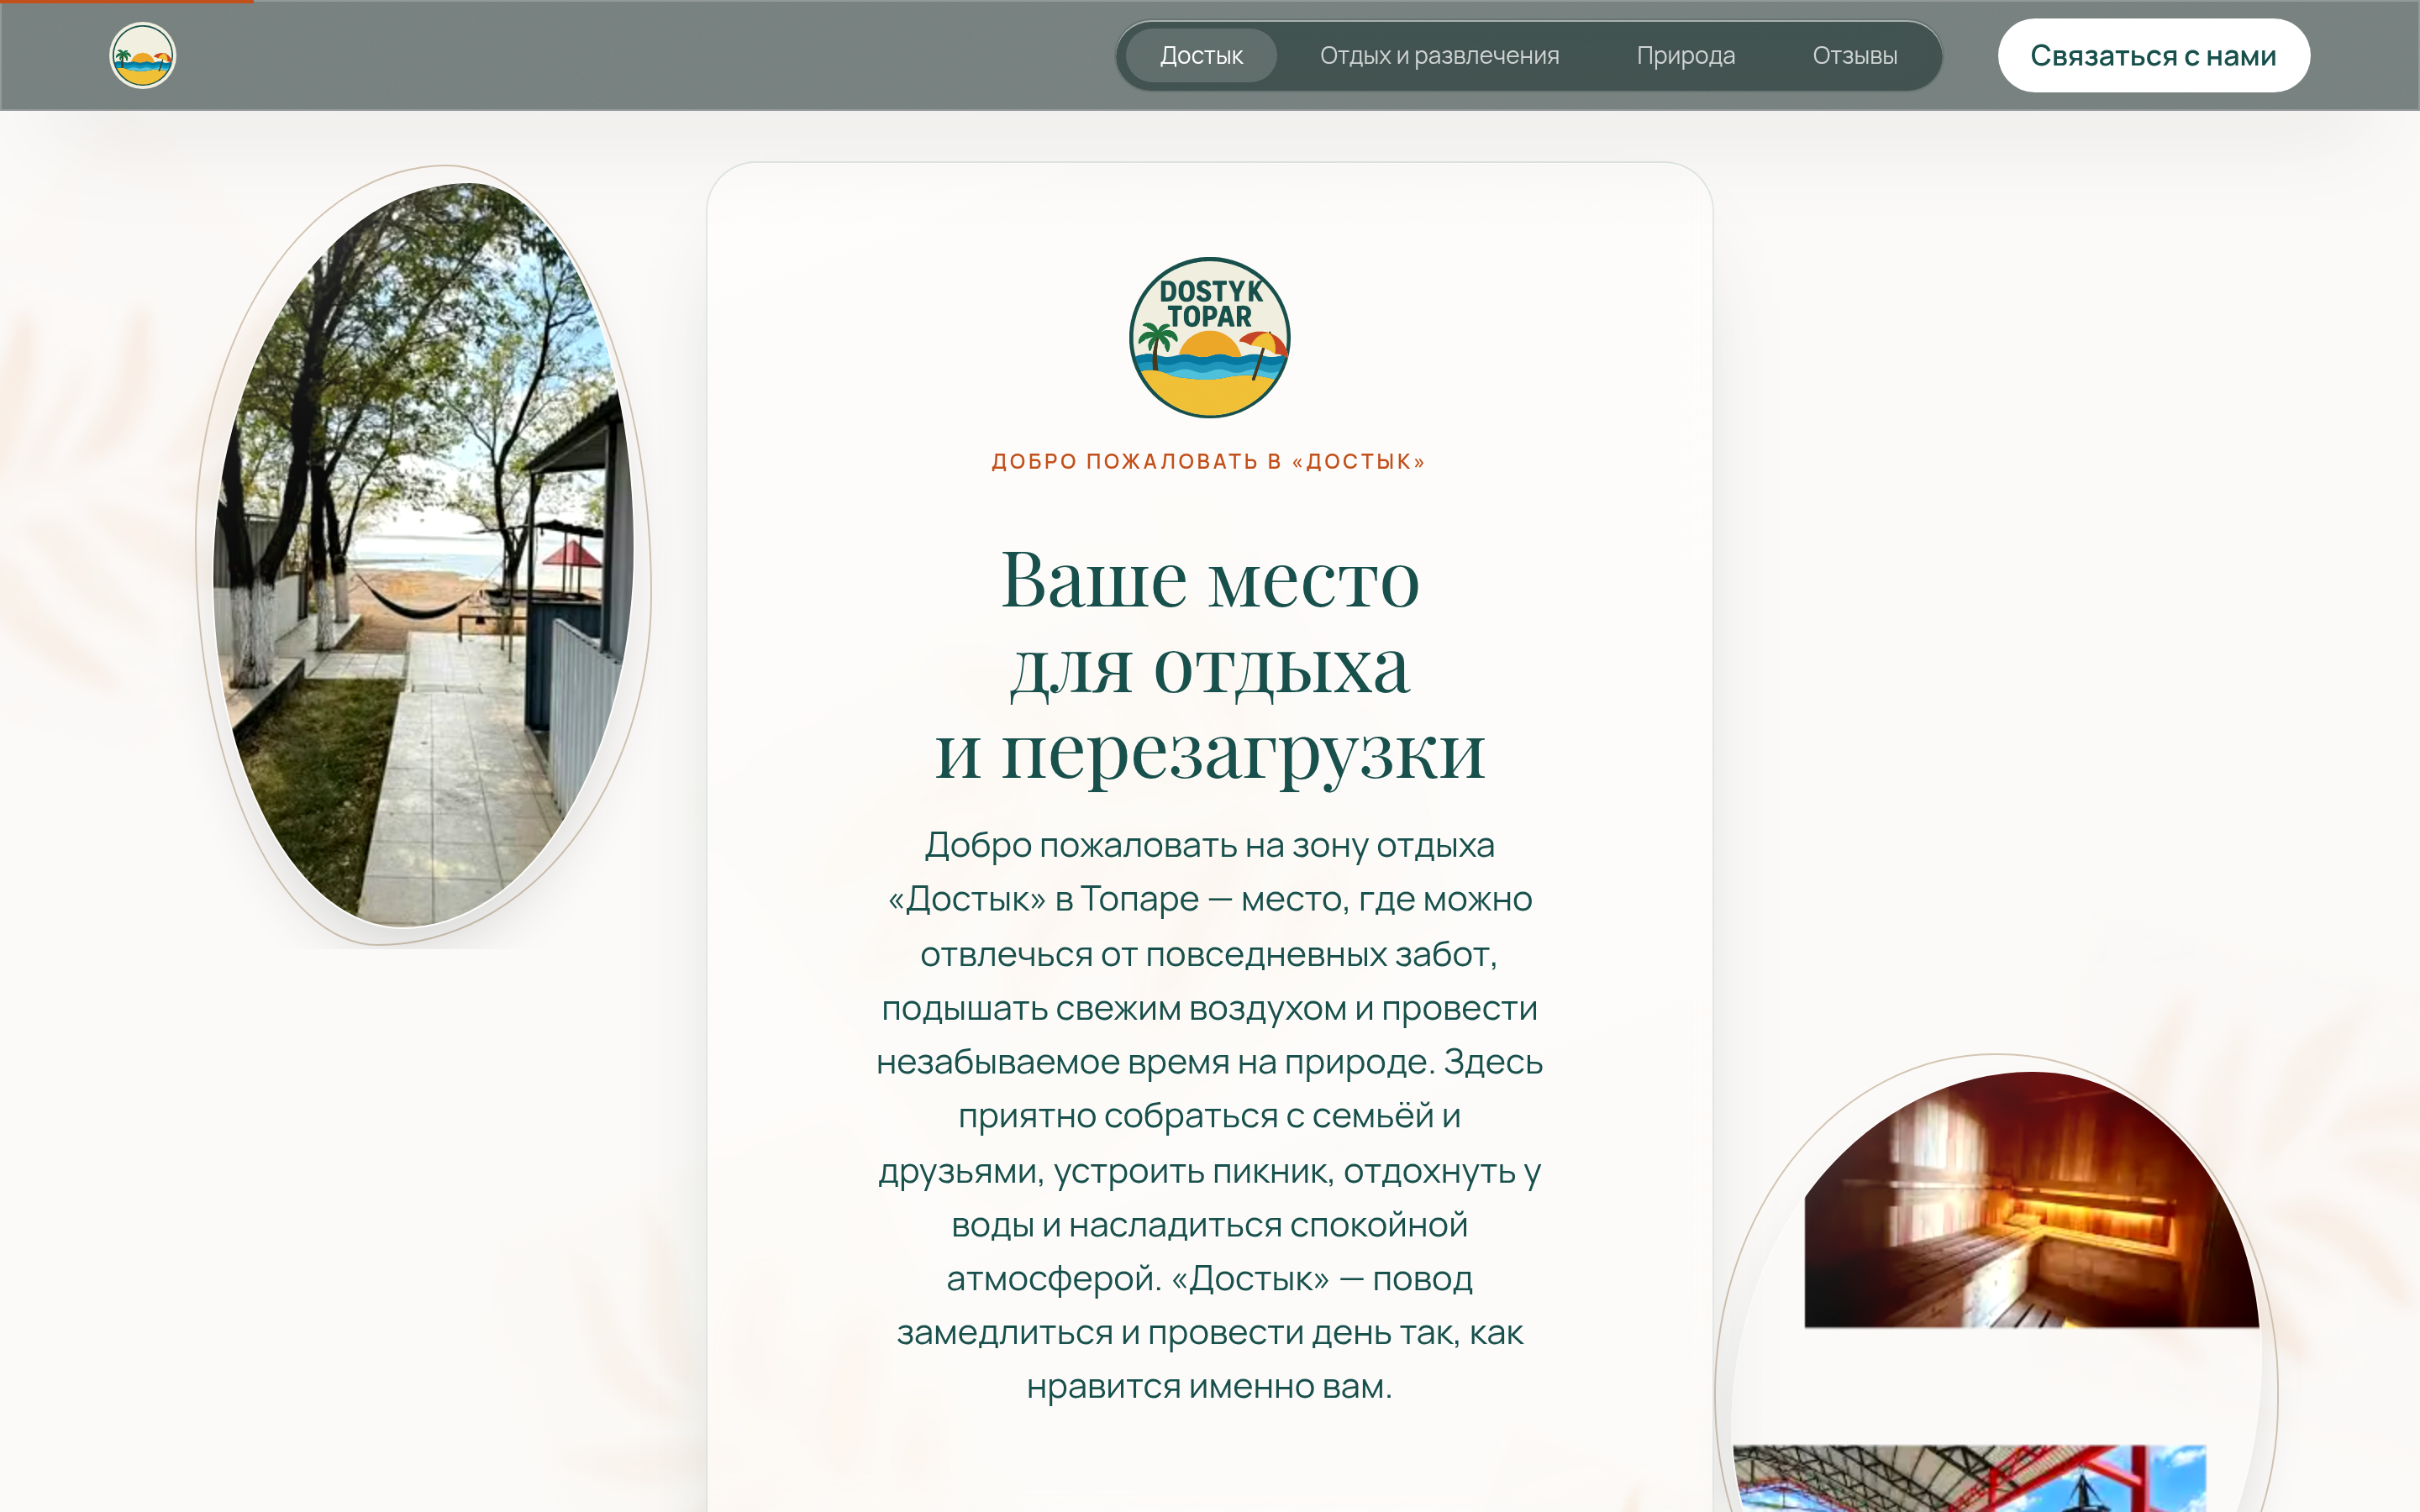 Достык
Отдых и развлечения
Природа
Отзывы
Связаться с нами
DOSTYK
TOPAR
ДОБРО ПОЖАЛОВАТЬ В «ДОСТЫК»
Ваше место
для отдыха
и перезагрузки
Добро пожаловать на зону отдыха
«Достык» в Топаре — место, где можно
отвлечься от повседневных забот,
подышать свежим воздухом и провести
незабываемое время на природе. Здесь
приятно собраться с семьёй и
друзьями, устроить пикник, отдохнуть у
воды и насладиться спокойной
атмосферой. «Достык» — повод
замедлиться и провести день так, как
нравится именно вам.